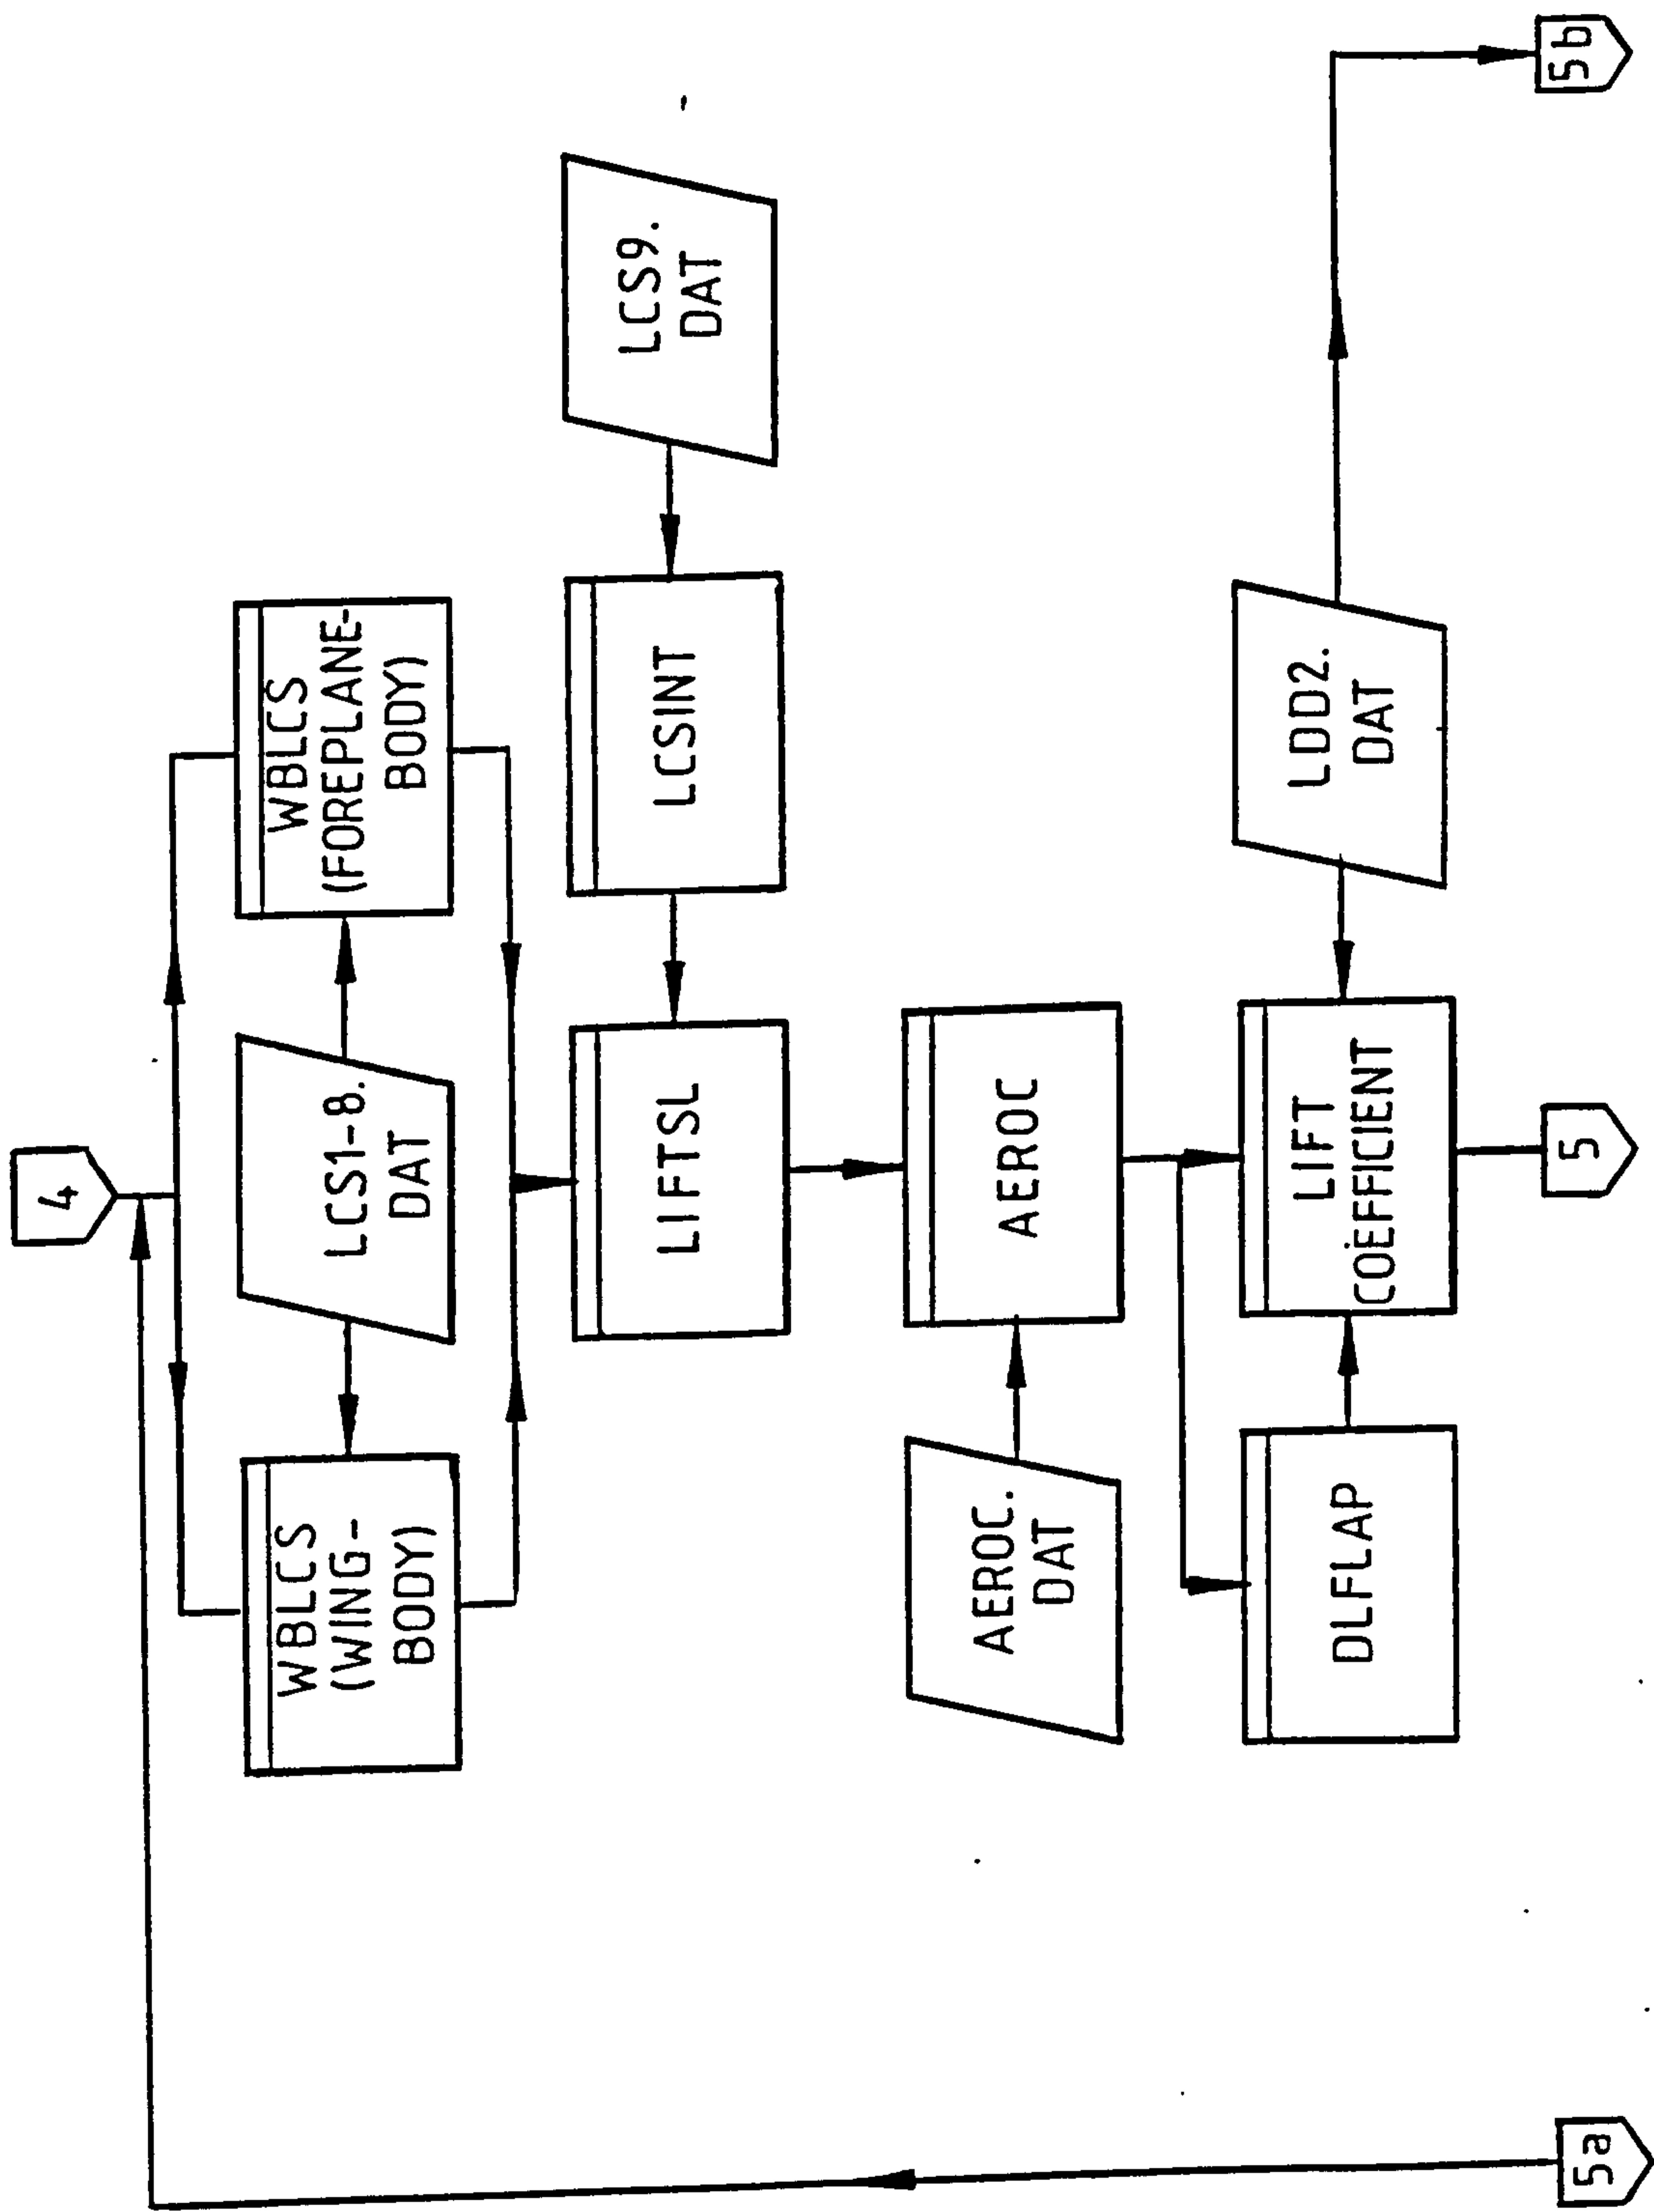 4
WBLCS
(WING-
BODY)
LCS1-8.
DAT
WBLCS
(FOREPLANE-
BODY)
LIFTSL
LCSINT
LCS9.
DAT
AEROC.
DAT
AEROC
DLFLAP
LIFT
COEFFICIENT
LDD2.
DAT
5a
5
5b